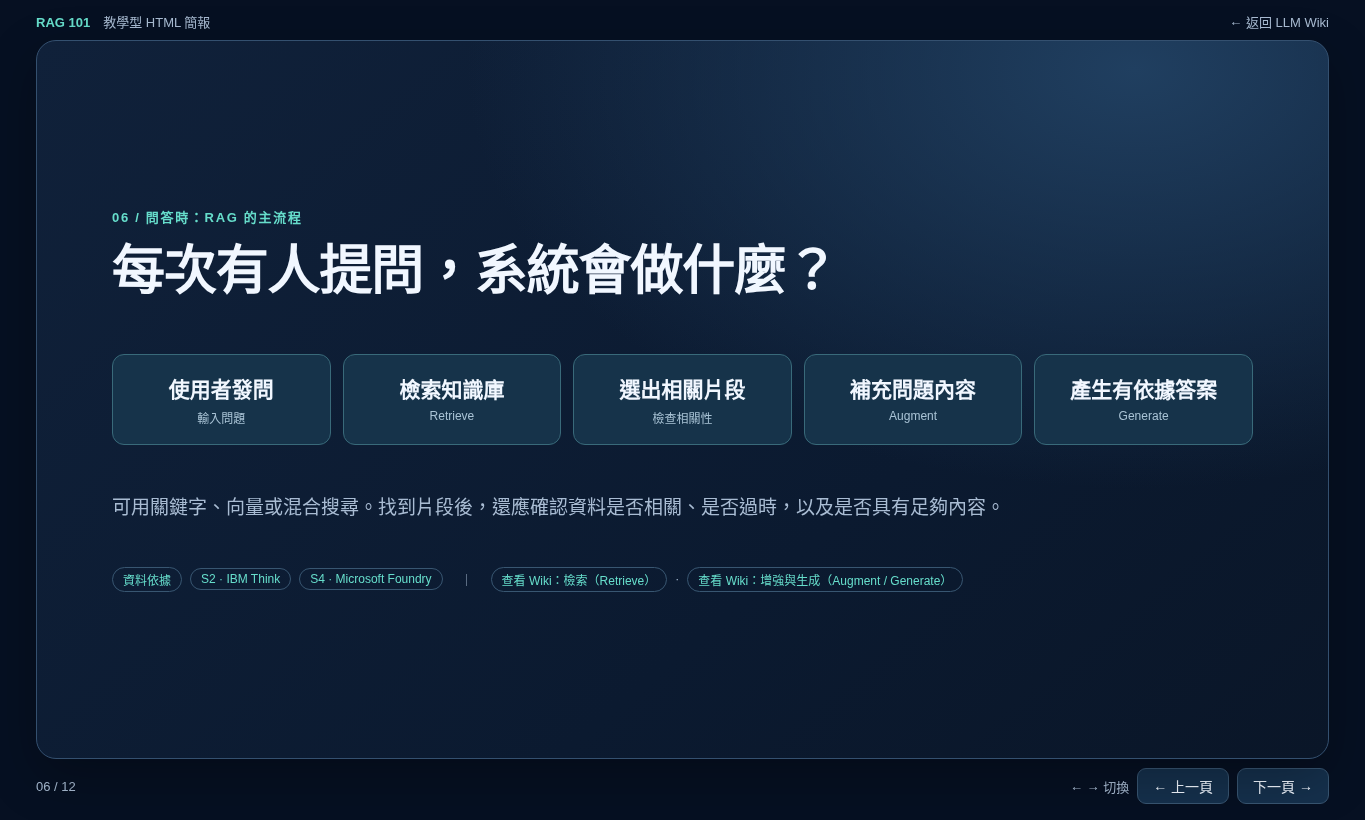 RAG 101 教學型 HTML 簡報
← 返回 LLM Wiki
06 / 問答時：RAG 的主流程
每次有人提問，系統會做什麼？
使用者發問
輸入問題
檢索知識庫
Retrieve
選出相關片段
檢查相關性
補充問題內容
Augment
產生有依據答案
Generate
可用關鍵字、向量或混合搜尋。找到片段後，還應確認資料是否相關、是否過時，以及是否具有足夠內容。
資料依據 S2 · IBM Think S4 · Microsoft Foundry | 查看 Wiki：檢索（Retrieve） · 查看 Wiki：增強與生成（Augment / Generate）
06 / 12
← → 切換 ← 上一頁 下一頁 →